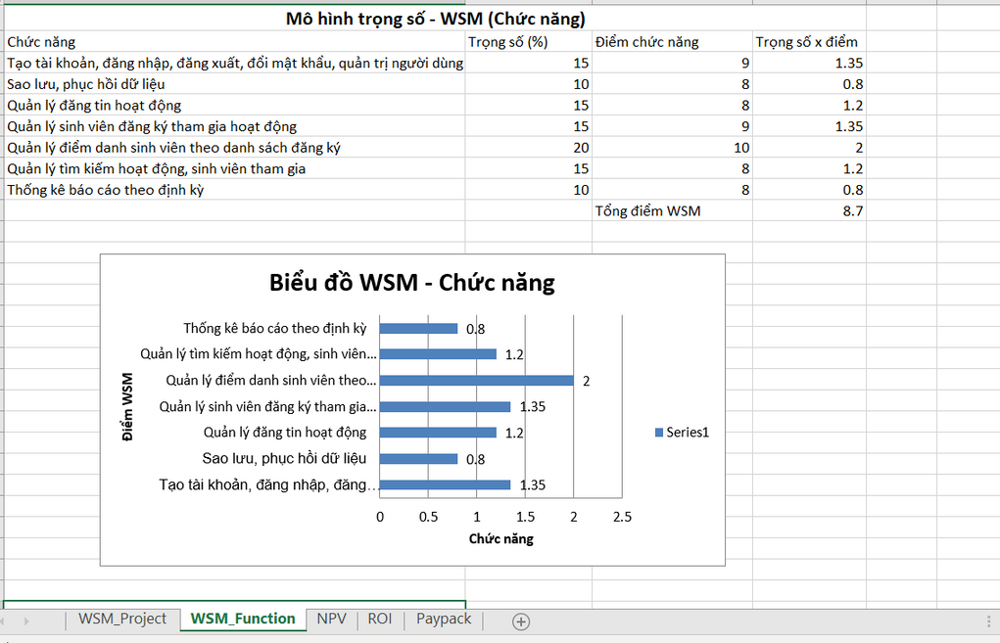 Mô hình trọng số - WSM (Chức năng)
Chức năng Trọng số (%) Điểm chức năng Trọng số x điểm
Tạo tài khoản, đăng nhập, đăng xuất, đổi mật khẩu, quản trị người dùng 15 9 1.35
Sao lưu, phục hồi dữ liệu 10 8 0.8
Quản lý đăng tin hoạt động 15 8 1.2
Quản lý sinh viên đăng ký tham gia hoạt động 15 9 1.35
Quản lý điểm danh sinh viên theo danh sách đăng ký 20 10 2
Quản lý tìm kiếm hoạt động, sinh viên tham gia 15 8 1.2
Thống kê báo cáo theo định kỳ 10 8 0.8
Tổng điểm WSM 8.7
Biểu đồ WSM - Chức năng
Điểm WSM
Thống kê báo cáo theo định kỳ 0.8
Quản lý tìm kiếm hoạt động, sinh viên... 1.2
Quản lý điểm danh sinh viên theo... 2
Quản lý sinh viên đăng ký tham gia... 1.35
Quản lý đăng tin hoạt động 1.2
Sao lưu, phục hồi dữ liệu 0.8
Tạo tài khoản, đăng nhập, đăng... 1.35
Series1
0 0.5 1 1.5 2 2.5
Chức năng
WSM_Project WSM_Function NPV ROI Paypack